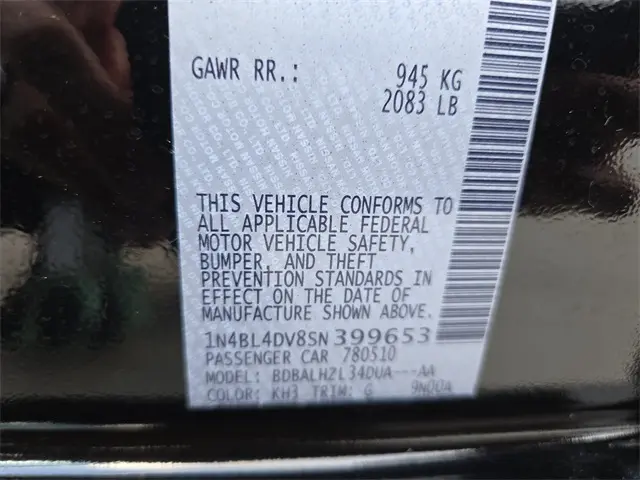 GAWR RR.: 945 KG
2083 LB
THIS VEHICLE CONFORMS TO
ALL APPLICABLE FEDERAL
MOTOR VEHICLE SAFETY,
BUMPER, AND THEFT
PREVENTION STANDARDS IN
EFFECT ON THE DATE OF
MANUFACTURE SHOWN ABOVE.
1N4BL4DV8SN399653
PASSENGER CAR 780510
MODEL: BDBALHZL34DUA---AA
COLOR: KH3 TRIM: G 9N00A